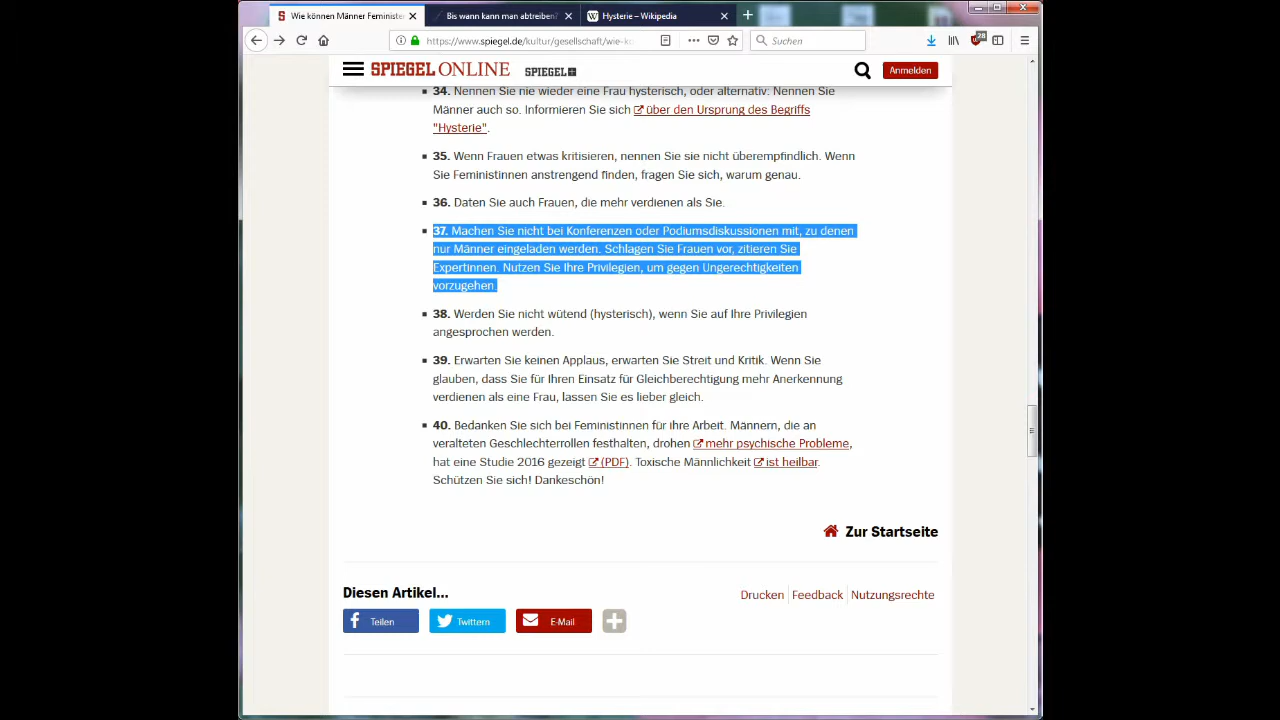 Wie können Männer Feministen
Bis wann kann man abtreiben?
Hysterie – Wikipedia
https://www.spiegel.de/kultur/gesellschaft/wie-ko
Suchen
28
SPIEGEL ONLINE
SPIEGEL+
Anmelden
34. Nennen Sie nie wieder eine Frau hysterisch, oder alternativ: Nennen Sie
Männer auch so. Informieren Sie sich über den Ursprung des Begriffs
"Hysterie".
35. Wenn Frauen etwas kritisieren, nennen Sie sie nicht überempfindlich. Wenn
Sie Feministinnen anstrengend finden, fragen Sie sich, warum genau.
36. Daten Sie auch Frauen, die mehr verdienen als Sie.
37. Machen Sie nicht bei Konferenzen oder Podiumsdiskussionen mit, zu denen
nur Männer eingeladen werden. Schlagen Sie Frauen vor, zitieren Sie
Expertinnen. Nutzen Sie Ihre Privilegien, um gegen Ungerechtigkeiten
vorzugehen.
38. Werden Sie nicht wütend (hysterisch), wenn Sie auf Ihre Privilegien
angesprochen werden.
39. Erwarten Sie keinen Applaus, erwarten Sie Streit und Kritik. Wenn Sie
glauben, dass Sie für Ihren Einsatz für Gleichberechtigung mehr Anerkennung
verdienen als eine Frau, lassen Sie es lieber gleich.
40. Bedanken Sie sich bei Feministinnen für ihre Arbeit. Männern, die an
veralteten Geschlechterrollen festhalten, drohen mehr psychische Probleme,
hat eine Studie 2016 gezeigt (PDF). Toxische Männlichkeit ist heilbar.
Schützen Sie sich! Dankeschön!
Zur Startseite
Diesen Artikel...
Drucken Feedback Nutzungsrechte
Teilen
Twittern
E-Mail